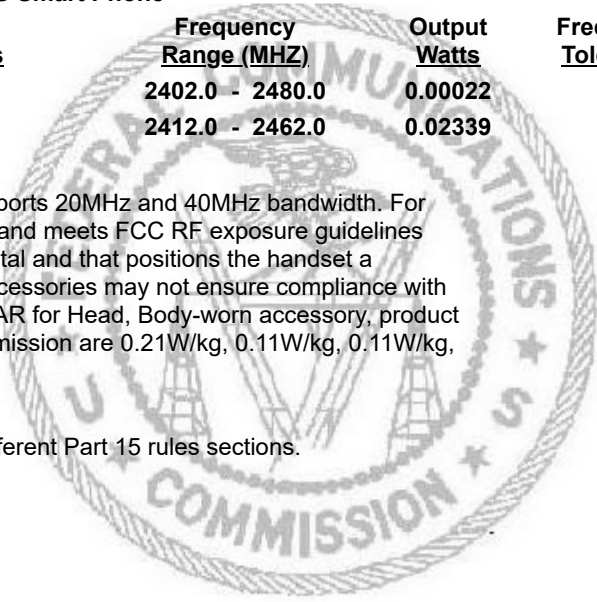 Smart Phone
Frequency Output
Range (MHZ) Watts
2402.0 - 2480.0 0.00022
2412.0 - 2462.0 0.02339
ports 20MHz and 40MHz bandwidth. For
and meets FCC RF exposure guidelines
tal and that positions the handset a
ccessories may not ensure compliance with
AR for Head, Body-worn accessory, product
mission are 0.21W/kg, 0.11W/kg, 0.11W/kg,
fferent Part 15 rules sections.
FEDERAL COMMUNICATIONS
U S
COMMISSION